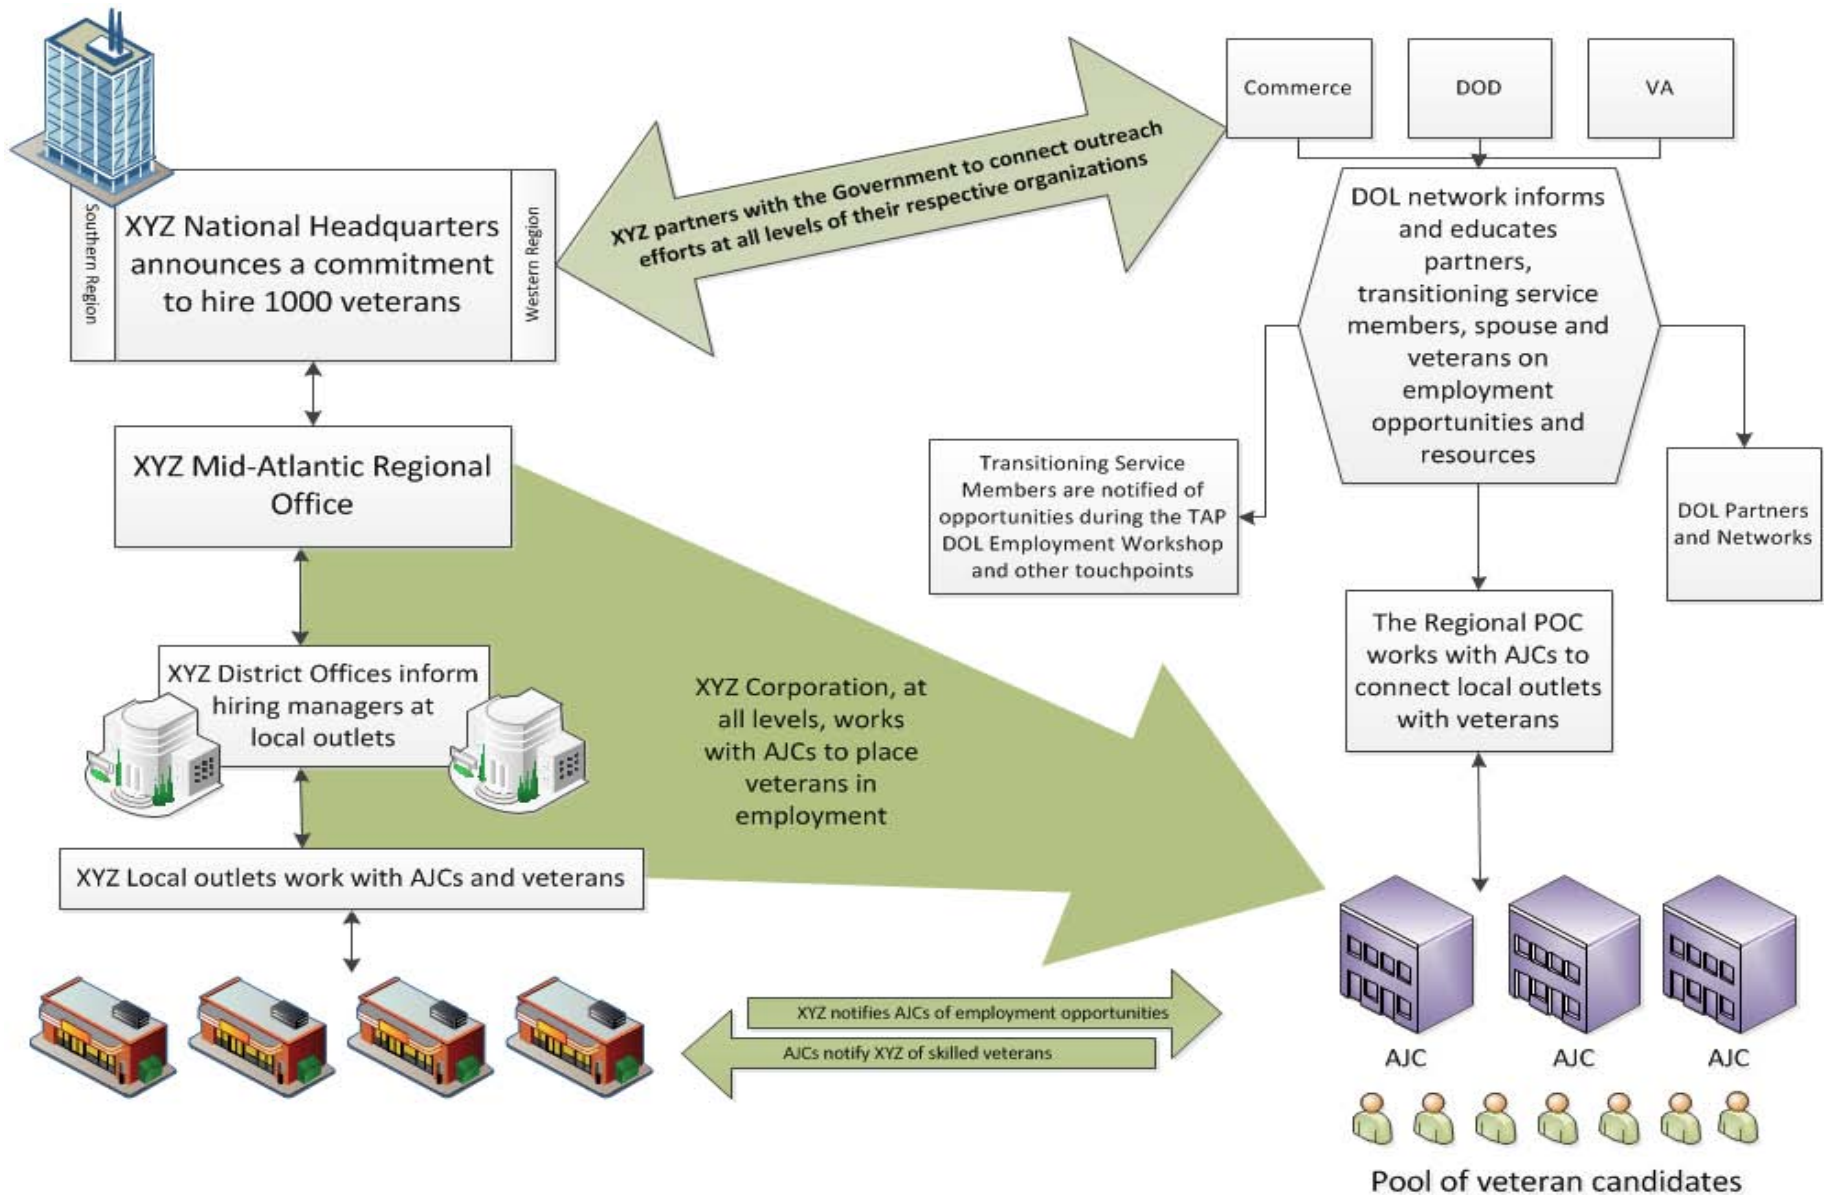 Southern Region
XYZ National Headquarters
announces a commitment
to hire 1000 veterans
Western Region
XYZ partners with the Government to connect outreach
efforts at all levels of their respective organizations
Commerce
DOD
VA
DOL network informs
and educates
partners,
transitioning service
members, spouse and
veterans on
employment
opportunities and
resources
XYZ Mid-Atlantic Regional
Office
Transitioning Service
Members are notified of
opportunities during the TAP
DOL Employment Workshop
and other touchpoints
DOL Partners
and Networks
The Regional POC
works with AJCs to
connect local outlets
with veterans
XYZ District Offices inform
hiring managers at
local outlets
XYZ Corporation, at
all levels, works
with AJCs to place
veterans in
employment
XYZ Local outlets work with AJCs and veterans
XYZ notifies AJCs of employment opportunities
AJCs notify XYZ of skilled veterans
AJC
AJC
AJC
Pool of veteran candidates